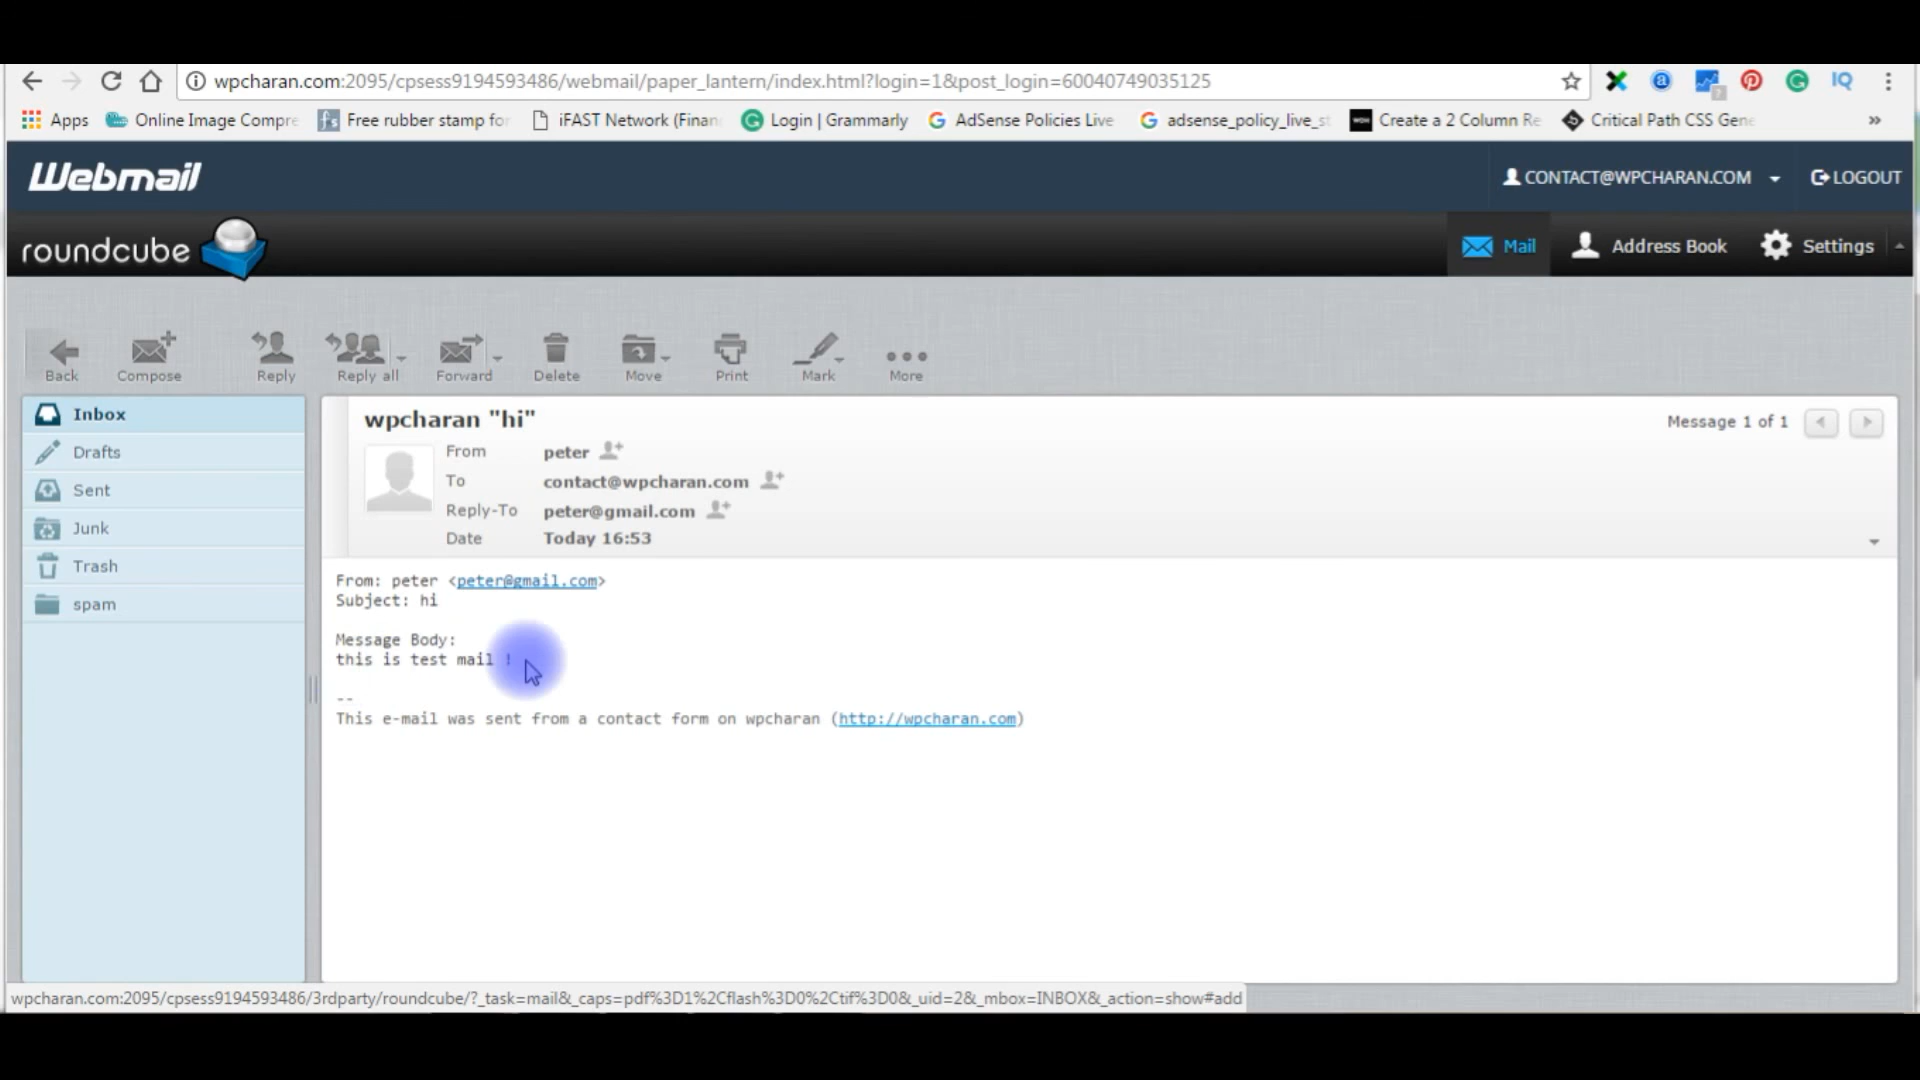 wpcharan.com:2095/cpsess9194593486/webmail/paper_lantern/index.html?login=1&post_login=60040749035125
IQ
Apps Online Image Compre Free rubber stamp for iFAST Network (Finan Login | Grammarly AdSense Policies Live adsense_policy_live_s Create a 2 Column Re Critical Path CSS Gene »
Webmail CONTACT@WPCHARAN.COM LOGOUT
roundcube Mail Address Book Settings
Back Compose Reply Reply all Forward Delete Move Print Mark More
Inbox
Drafts
Sent
Junk
Trash
spam
wpcharan "hi" Message 1 of 1
From peter
To contact@wpcharan.com
Reply-To peter@gmail.com
Date Today 16:53
From: peter <peter@gmail.com>
Subject: hi
Message Body:
this is test mail !
--
This e-mail was sent from a contact form on wpcharan (http://wpcharan.com)
wpcharan.com:2095/cpsess9194593486/3rdparty/roundcube/?_task=mail&_caps=pdf%3D1%2Cflash%3D0%2Ctif%3D0&_uid=2&_mbox=INBOX&_action=show#add